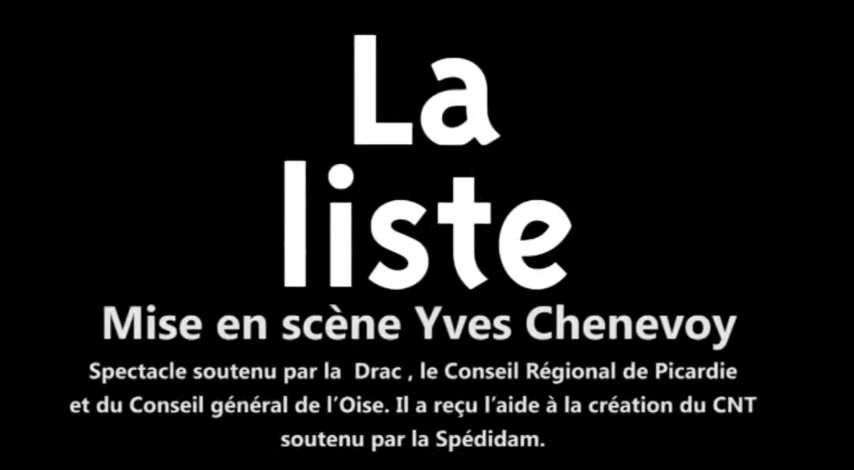 La
liste
Mise en scène Yves Chenevoy
Spectacle soutenu par la Drac , le Conseil Régional de Picardie
et du Conseil général de l'Oise. Il a reçu l'aide à la création du CNT
soutenu par la Spédidam.